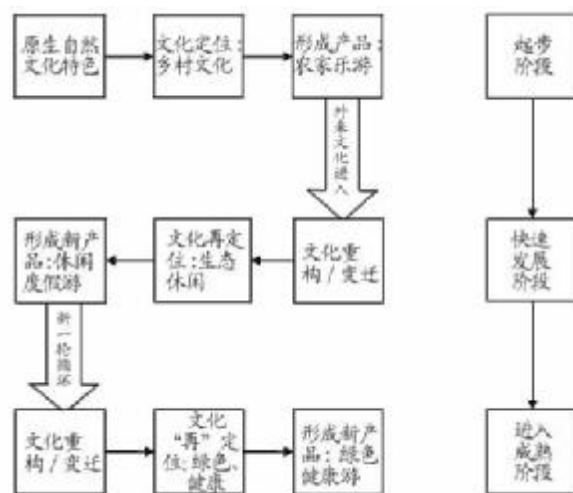 原生自然
文化特色
文化定位:
乡村文化
形成产品:
农家乐游
起步
阶段
外来文化进入
形成新产
品:休闲
度假游
文化再定
位:生态
休闲
文化重
构/变迁
快速
发展
阶段
新一轮循环
文化重
构/变迁
文化
“再”定
位:绿色、
健康
形成新产
品:绿色
健康游
进入
成熟
阶段